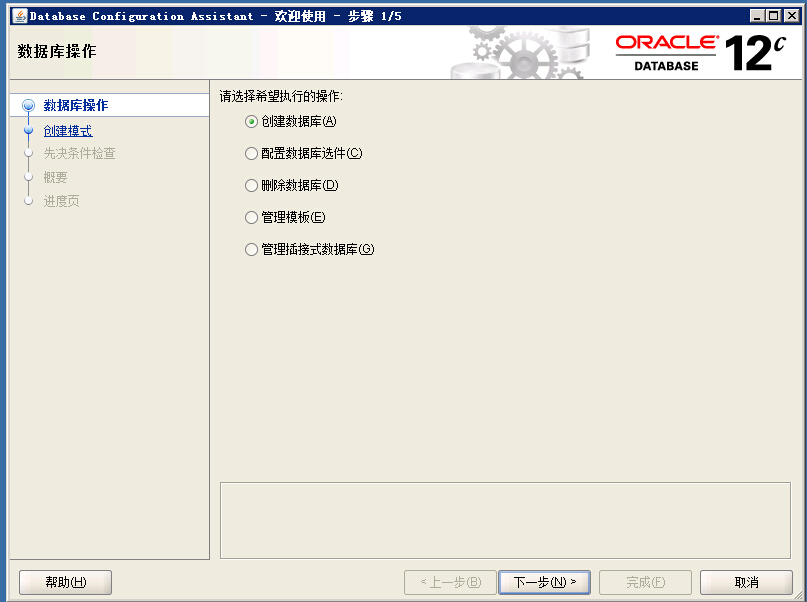 Database Configuration Assistant - 欢迎使用 - 步骤 1/5
数据库操作
ORACLE®
DATABASE
12c
数据库操作
创建模式
先决条件检查
概要
进度页
请选择希望执行的操作:
创建数据库(A)
配置数据库选件(C)
删除数据库(D)
管理模板(E)
管理插接式数据库(G)
帮助(H)
<上一步(B)
下一步(N) >
完成(F)
取消